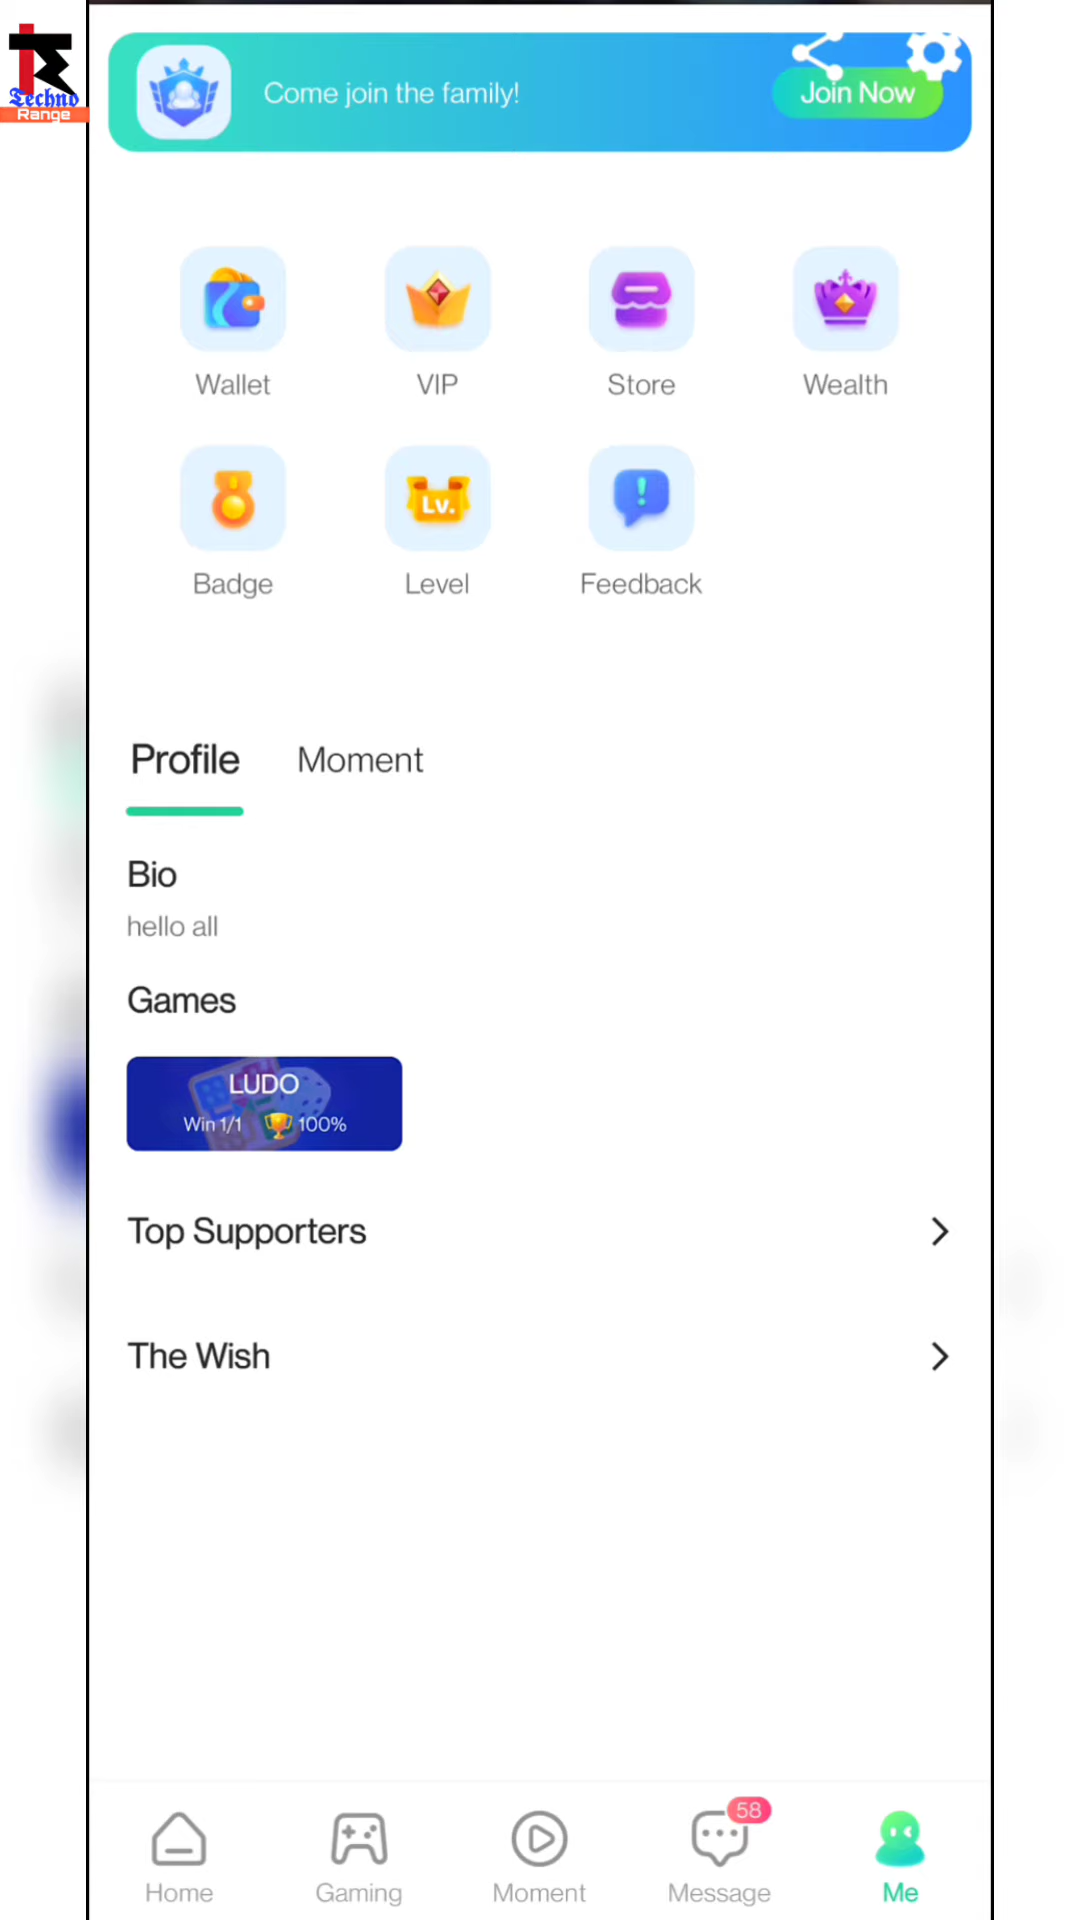 Techno
Range
Come join the family!
Join Now
Wallet
VIP
Store
Wealth
Lv.
Badge
Level
Feedback
Profile
Moment
Bio
hello all
Games
LUDO
Win 1/1 100%
Top Supporters
The Wish
58
Home
Gaming
Moment
Message
Me